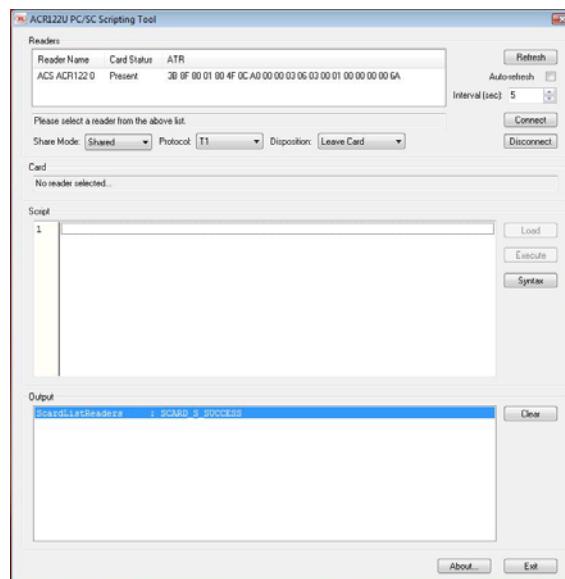 ACR122U PC/SC Scripting Tool
Readers
Reader Name Card Status ATR
ACS ACR122 0 Present 3B 8F 80 01 80 4F 0C A0 00 00 03 06 03 00 01 00 00 00 00 6A
Refresh
Auto-refresh
Interval (sec): 5
Please select a reader from the above list.
Connect
Share Mode: Shared Protocol: T1 Disposition: Leave Card
Disconnect
Card
No reader selected...
Script
1
Load
Execute
Syntax
Output
ScardListReaders : SCARD_S_SUCCESS
Clear
About... Exit